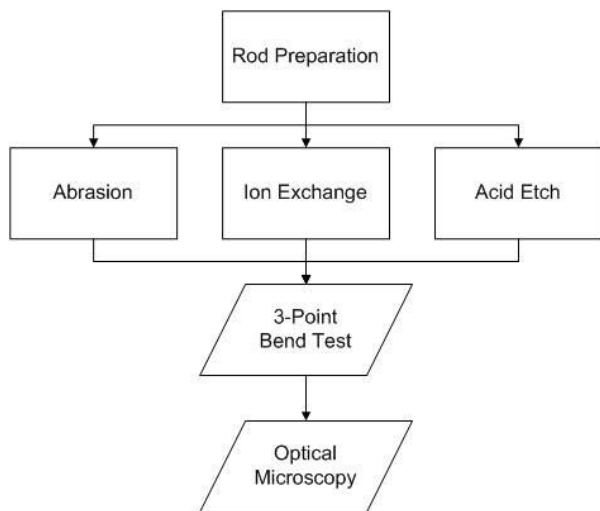 Rod Preparation
Abrasion
Ion Exchange
Acid Etch
3-Point
Bend Test
Optical
Microscopy